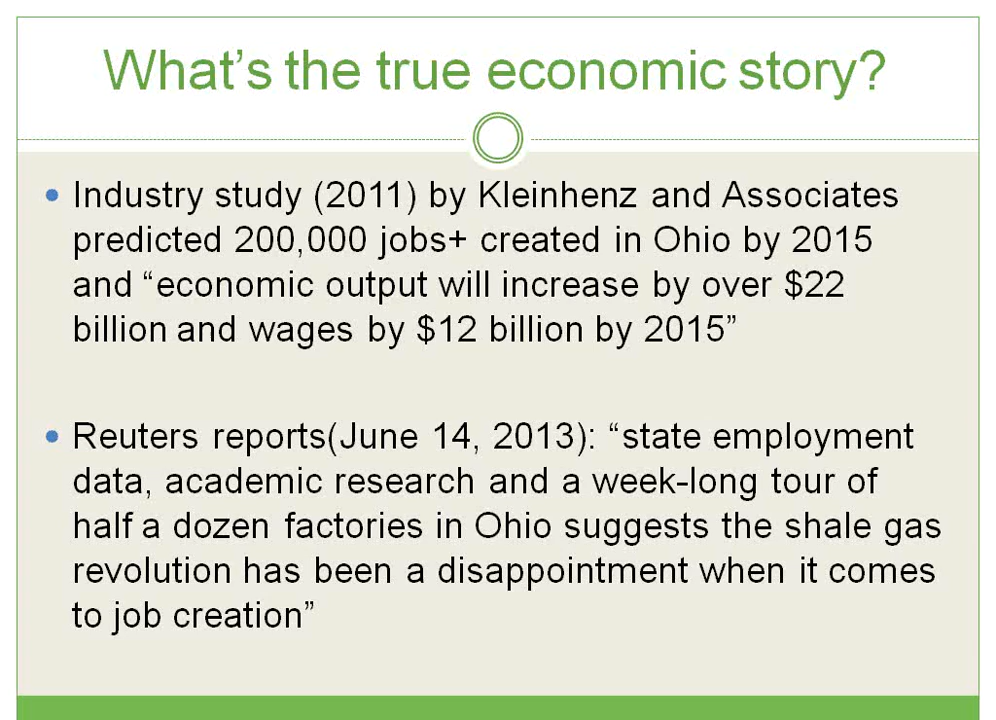 What's the true economic story?
• Industry study (2011) by Kleinhenz and Associates
predicted 200,000 jobs+ created in Ohio by 2015
and “economic output will increase by over $22
billion and wages by $12 billion by 2015”
• Reuters reports(June 14, 2013): “state employment
data, academic research and a week-long tour of
half a dozen factories in Ohio suggests the shale gas
revolution has been a disappointment when it comes
to job creation”